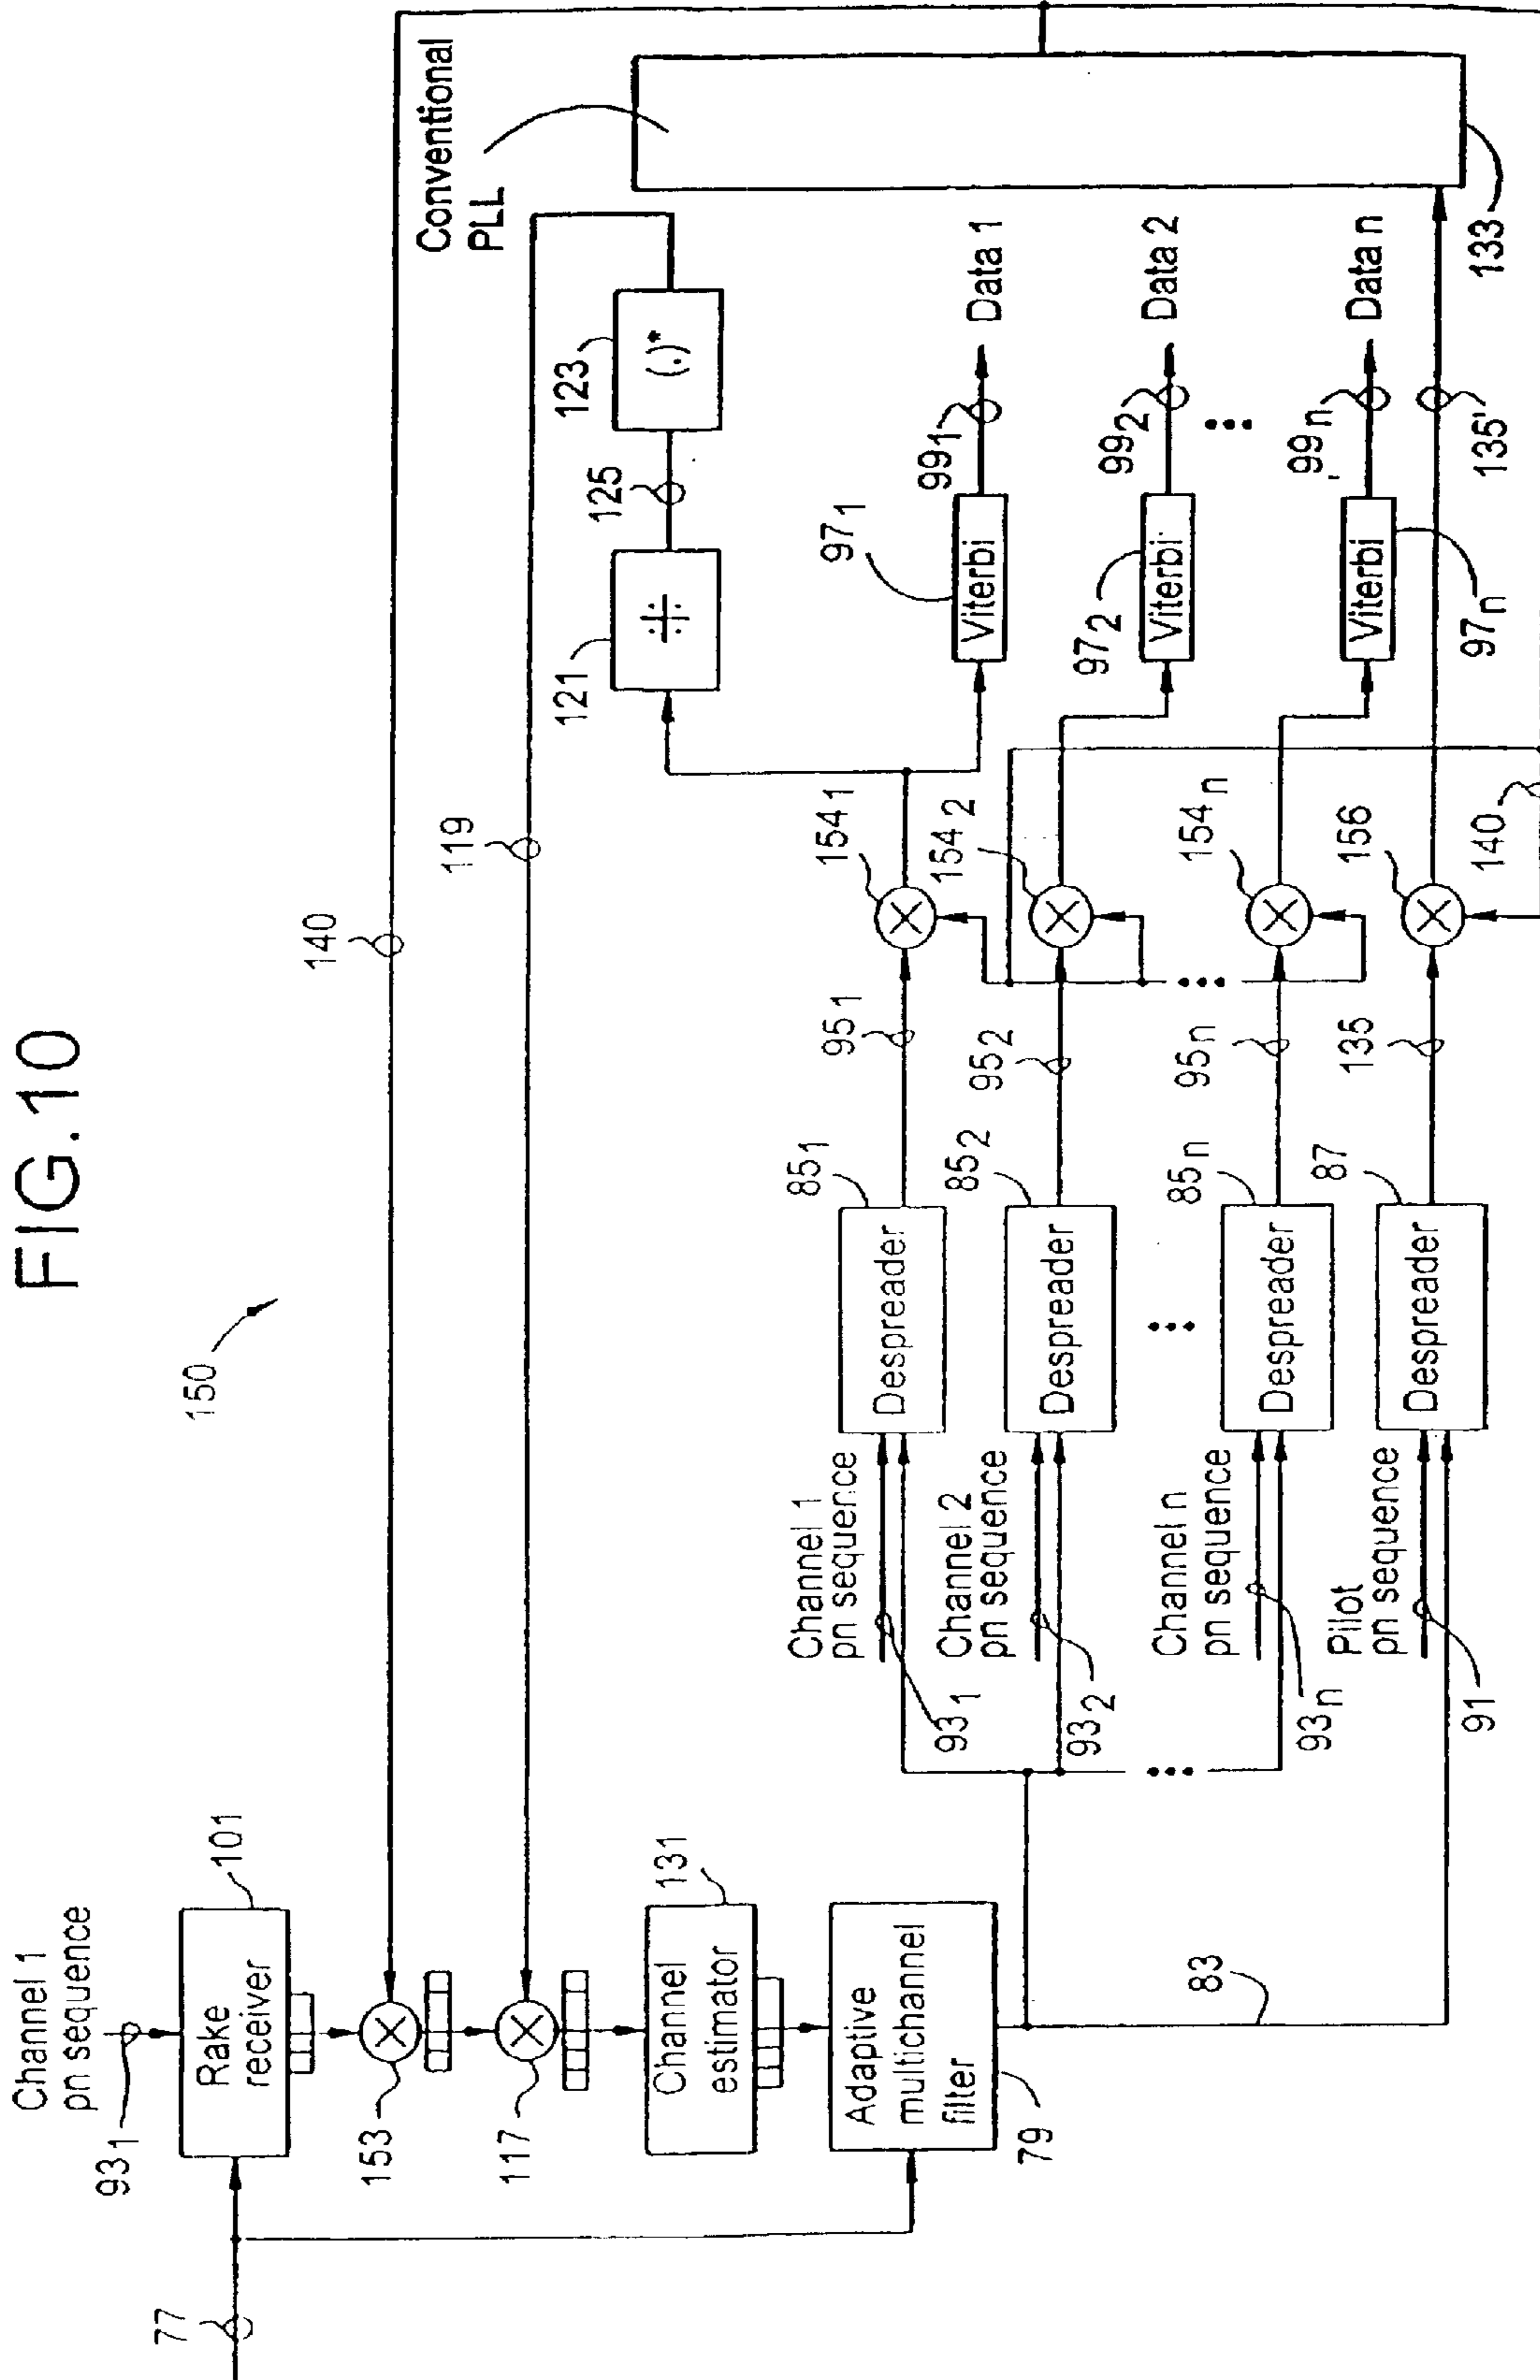 FIG.10
150
77
Channel 1
pn sequence
93₁
Rake
receiver
101
153
117
140
119
Channel
estimator
131
Adaptive
multichannel
filter
79
83
Channel 1
pn sequence
93₁
Despreader
85₁
95₁
154₁
121
÷
125
123
(.)*
Conventional
PLL
Viterbi
97₁
99₁
Data 1
Channel 2
pn sequence
93₂
Despreader
85₂
95₂
154₂
Viterbi
97₂
99₂
Data 2
Channel n
pn sequence
93n
Despreader
85n
95n
154n
Viterbi
97n
99n
Data n
Pilot
pn sequence
91
Despreader
87
135
156
140
135'
133